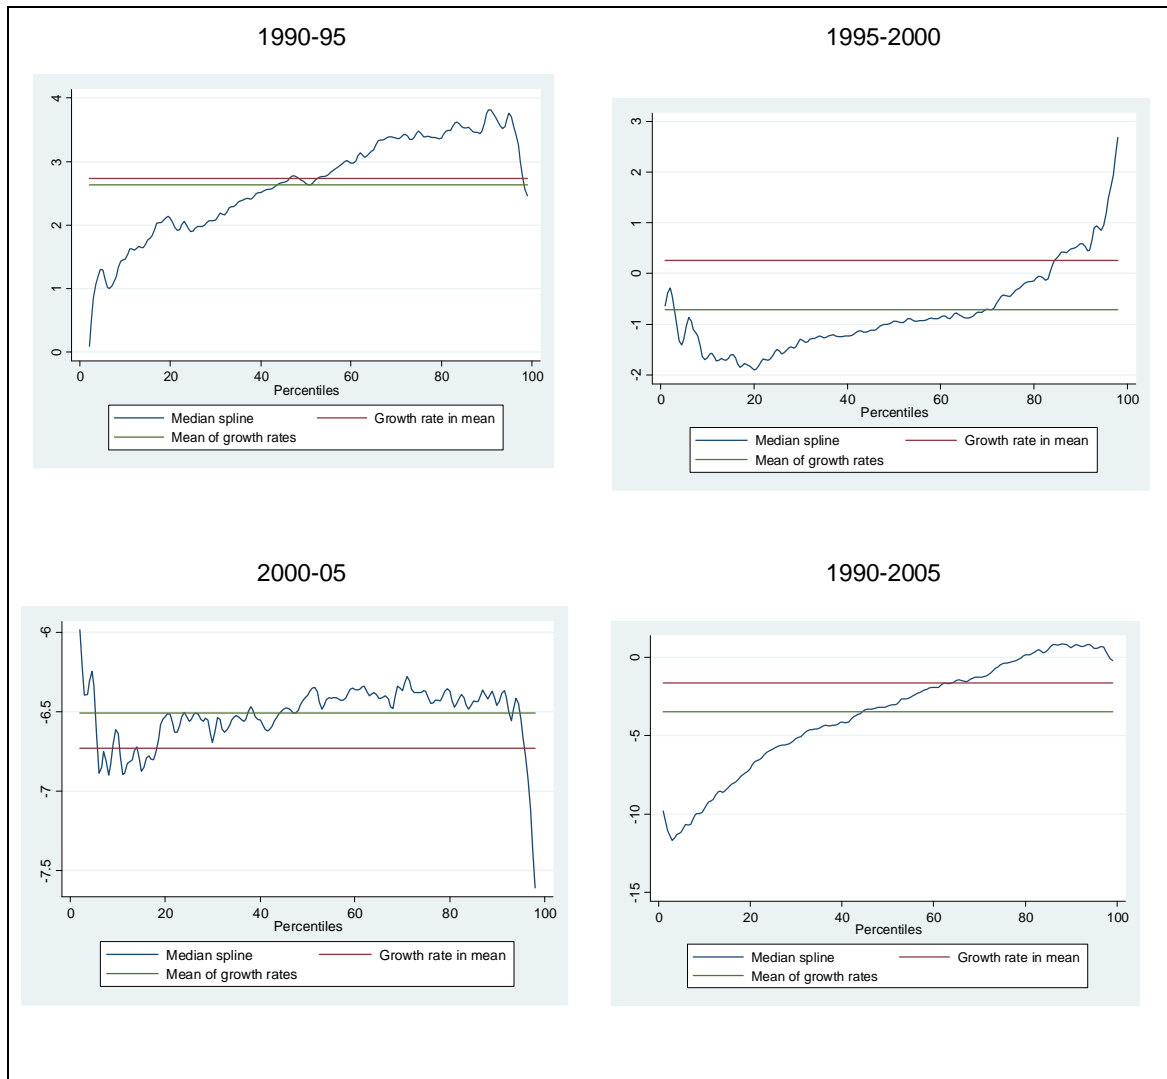 1990-95
4
3
2
1
0
0 20 40 60 80 100
Percentiles
Median spline Growth rate in mean
Mean of growth rates
1995-2000
3
2
1
0
-1
-2
0 20 40 60 80 100
Percentiles
Median spline Growth rate in mean
Mean of growth rates
2000-05
-6
-6.5
-7
-7.5
0 20 40 60 80 100
Percentiles
Median spline Growth rate in mean
Mean of growth rates
1990-2005
0
-5
-10
-15
0 20 40 60 80 100
Percentiles
Median spline Growth rate in mean
Mean of growth rates